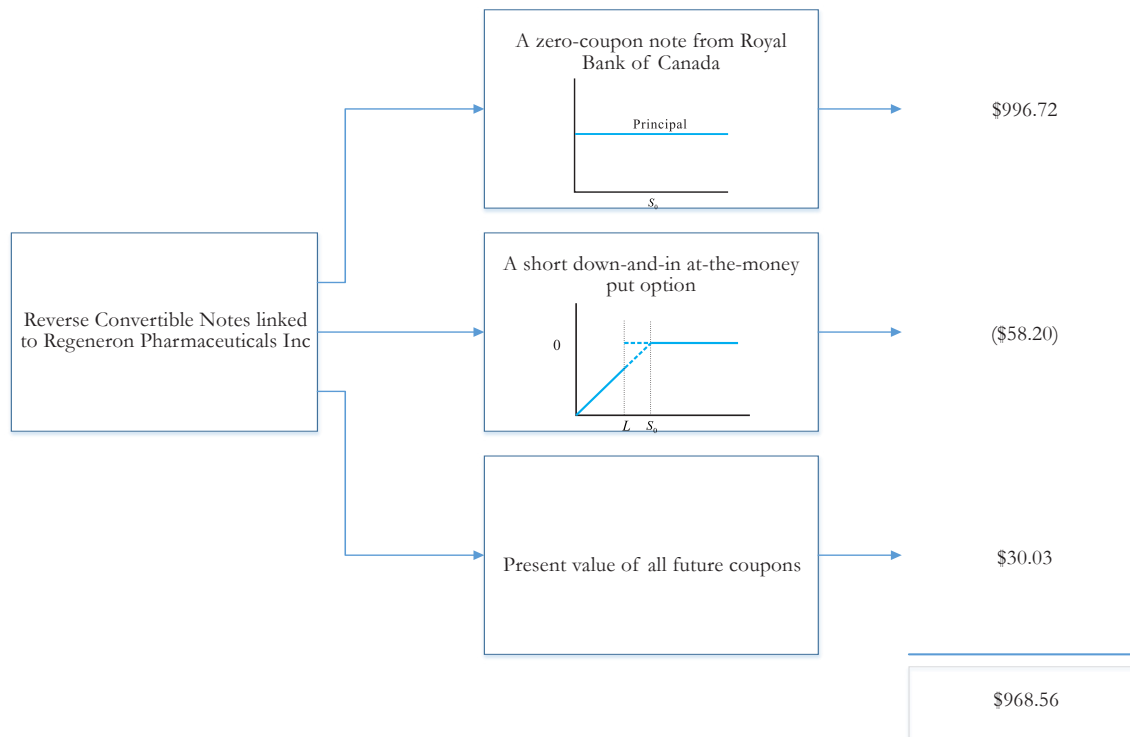 A zero-coupon note from Royal
Bank of Canada
Principal
S₀
$996.72
Reverse Convertible Notes linked
to Regeneron Pharmaceuticals Inc
A short down-and-in at-the-money
put option
0
L S₀
($58.20)
Present value of all future coupons
$30.03
$968.56